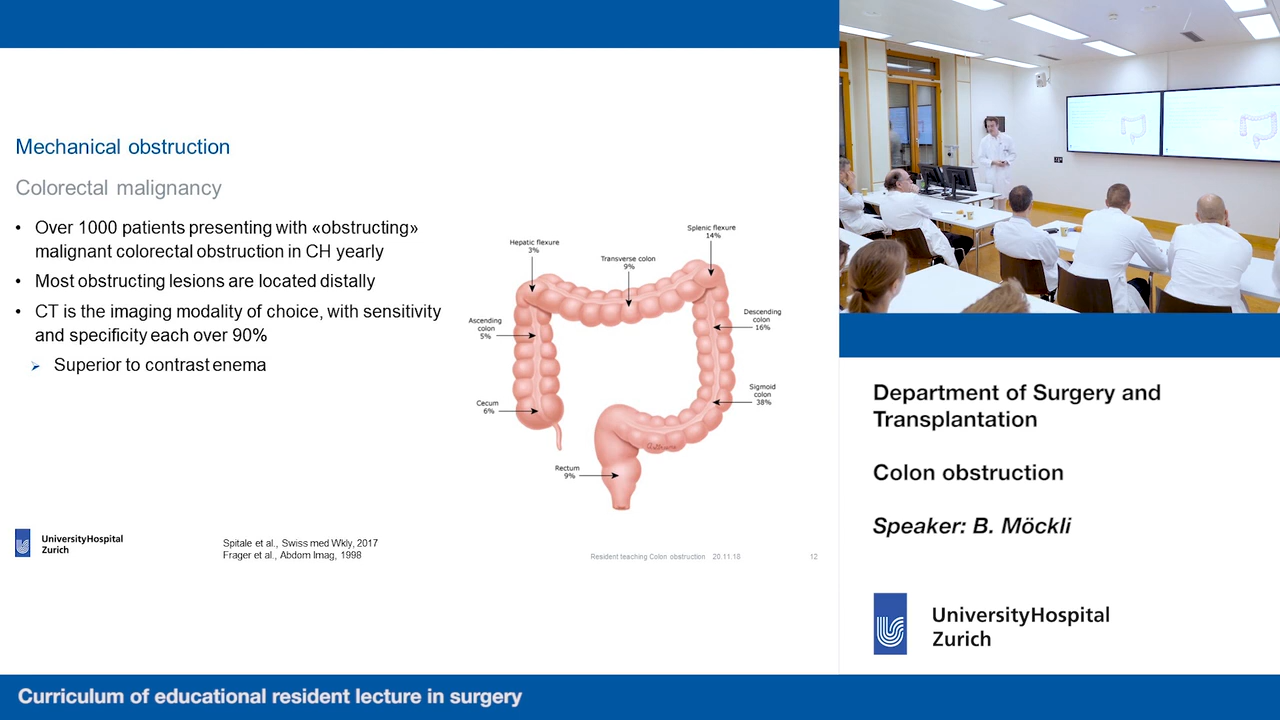 Mechanical obstruction
Colorectal malignancy
• Over 1000 patients presenting with «obstructing»
malignant colorectal obstruction in CH yearly
• Most obstructing lesions are located distally
• CT is the imaging modality of choice, with sensitivity
and specificity each over 90%
➢ Superior to contrast enema
Splenic flexure
14%
Hepatic flexure
3%
Transverse colon
9%
Ascending
colon
5%
Descending
colon
16%
Sigmoid
colon
38%
Cecum
6%
Rectum
9%
UniversityHospital
Zurich
Spitale et al., Swiss med Wkly, 2017
Frager et al., Abdom Imag, 1998
Resident teaching Colon obstruction 20.11.18
12
Department of Surgery and
Transplantation
Colon obstruction
Speaker: B. Möckli
UniversityHospital
Zurich
Curriculum of educational resident lecture in surgery